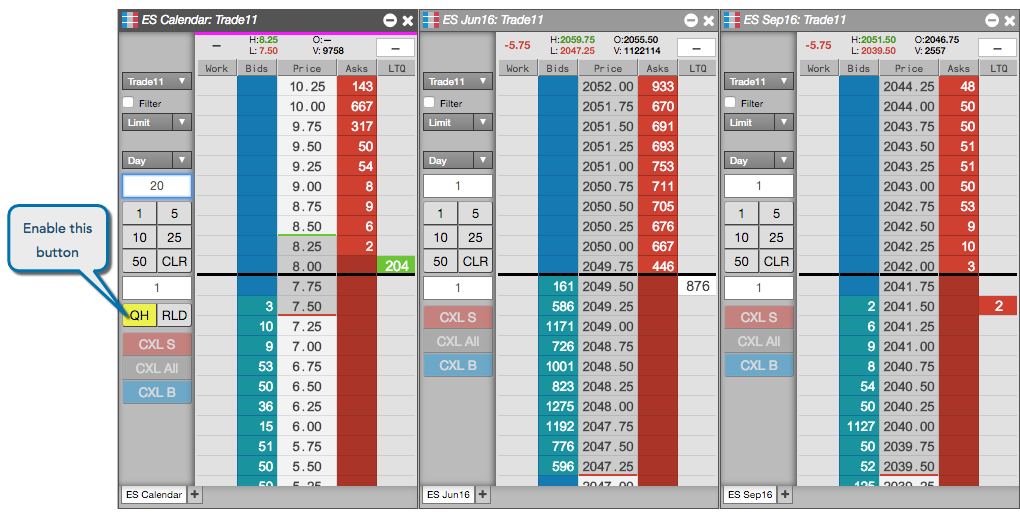 Enable this
button
ES Calendar: Trade11
– H:8.25 O:--
L: 7.50 V: 9758 –
Work Bids Price Asks LTQ
Trade11
Filter
Limit
Day
20
1 5
10 25
50 CLR
1
QH RLD
CXL S
CXL All
CXL B
10.25 143
10.00 667
9.75 317
9.50 50
9.25 54
9.00 8
8.75 9
8.50 6
8.25 2
8.00 204
7.75
3 7.50
10 7.25
9 7.00
53 6.75
50 6.50
36 6.25
15 6.00
51 5.75
50 5.50
50 5.25
ES Calendar +
ES Jun16: Trade11
-5.75 H:2059.75 O:2055.50
L: 2047.25 V: 1122114 –
Work Bids Price Asks LTQ
Trade11
Filter
Limit
Day
1
1 5
10 25
50 CLR
1
CXL S
CXL All
CXL B
2052.00 933
2051.75 670
2051.50 691
2051.25 693
2051.00 753
2050.75 711
2050.50 705
2050.25 676
2050.00 667
2049.75 446
161 2049.50 876
586 2049.25
1171 2049.00
726 2048.75
1001 2048.50
823 2048.25
1275 2048.00
1192 2047.75
776 2047.50
596 2047.25
2047.00
ES Jun16 +
ES Sep16: Trade11
-5.75 H:2051.50 O:2046.75
L: 2039.50 V: 2557 –
Work Bids Price Asks LTQ
Trade11
Filter
Limit
Day
1
1 5
10 25
50 CLR
1
CXL S
CXL All
CXL B
2044.25 48
2044.00 50
2043.75 50
2043.50 51
2043.25 51
2043.00 50
2042.75 53
2042.50 9
2042.25 10
2042.00 3
2041.75
2 2041.50 2
6 2041.25
9 2041.00
8 2040.75
54 2040.50
50 2040.25
1127 2040.00
50 2039.75
52 2039.50
125 2039.25
ES Sep16 +